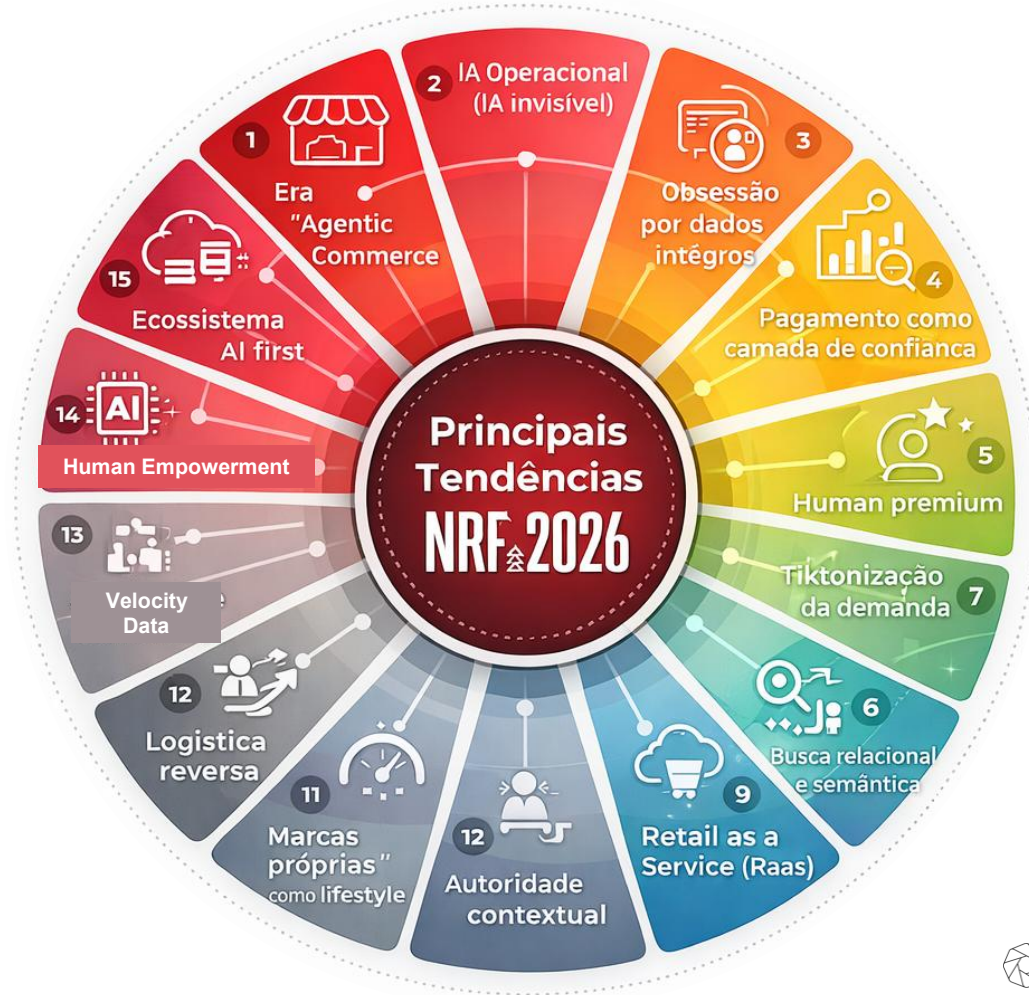 Principais
Tendências
NRF 2026
1
Era
"Agentic
Commerce
2
IA Operacional
(IA invisível)
3
Obsessão
por dados
intégros
4
Pagamento como
camada de confianca
5
Human premium
Tiktonização
da demanda
7
6
Busca relacional
e semântica
9
Retail as a
Service (Raas)
12
Autoridade
contextual
11
Marcas
próprias"
como lifestyle
12
Logistica
reversa
13
Velocity
Data
14
AI
Human Empowerment
15
Ecossistema
AI first